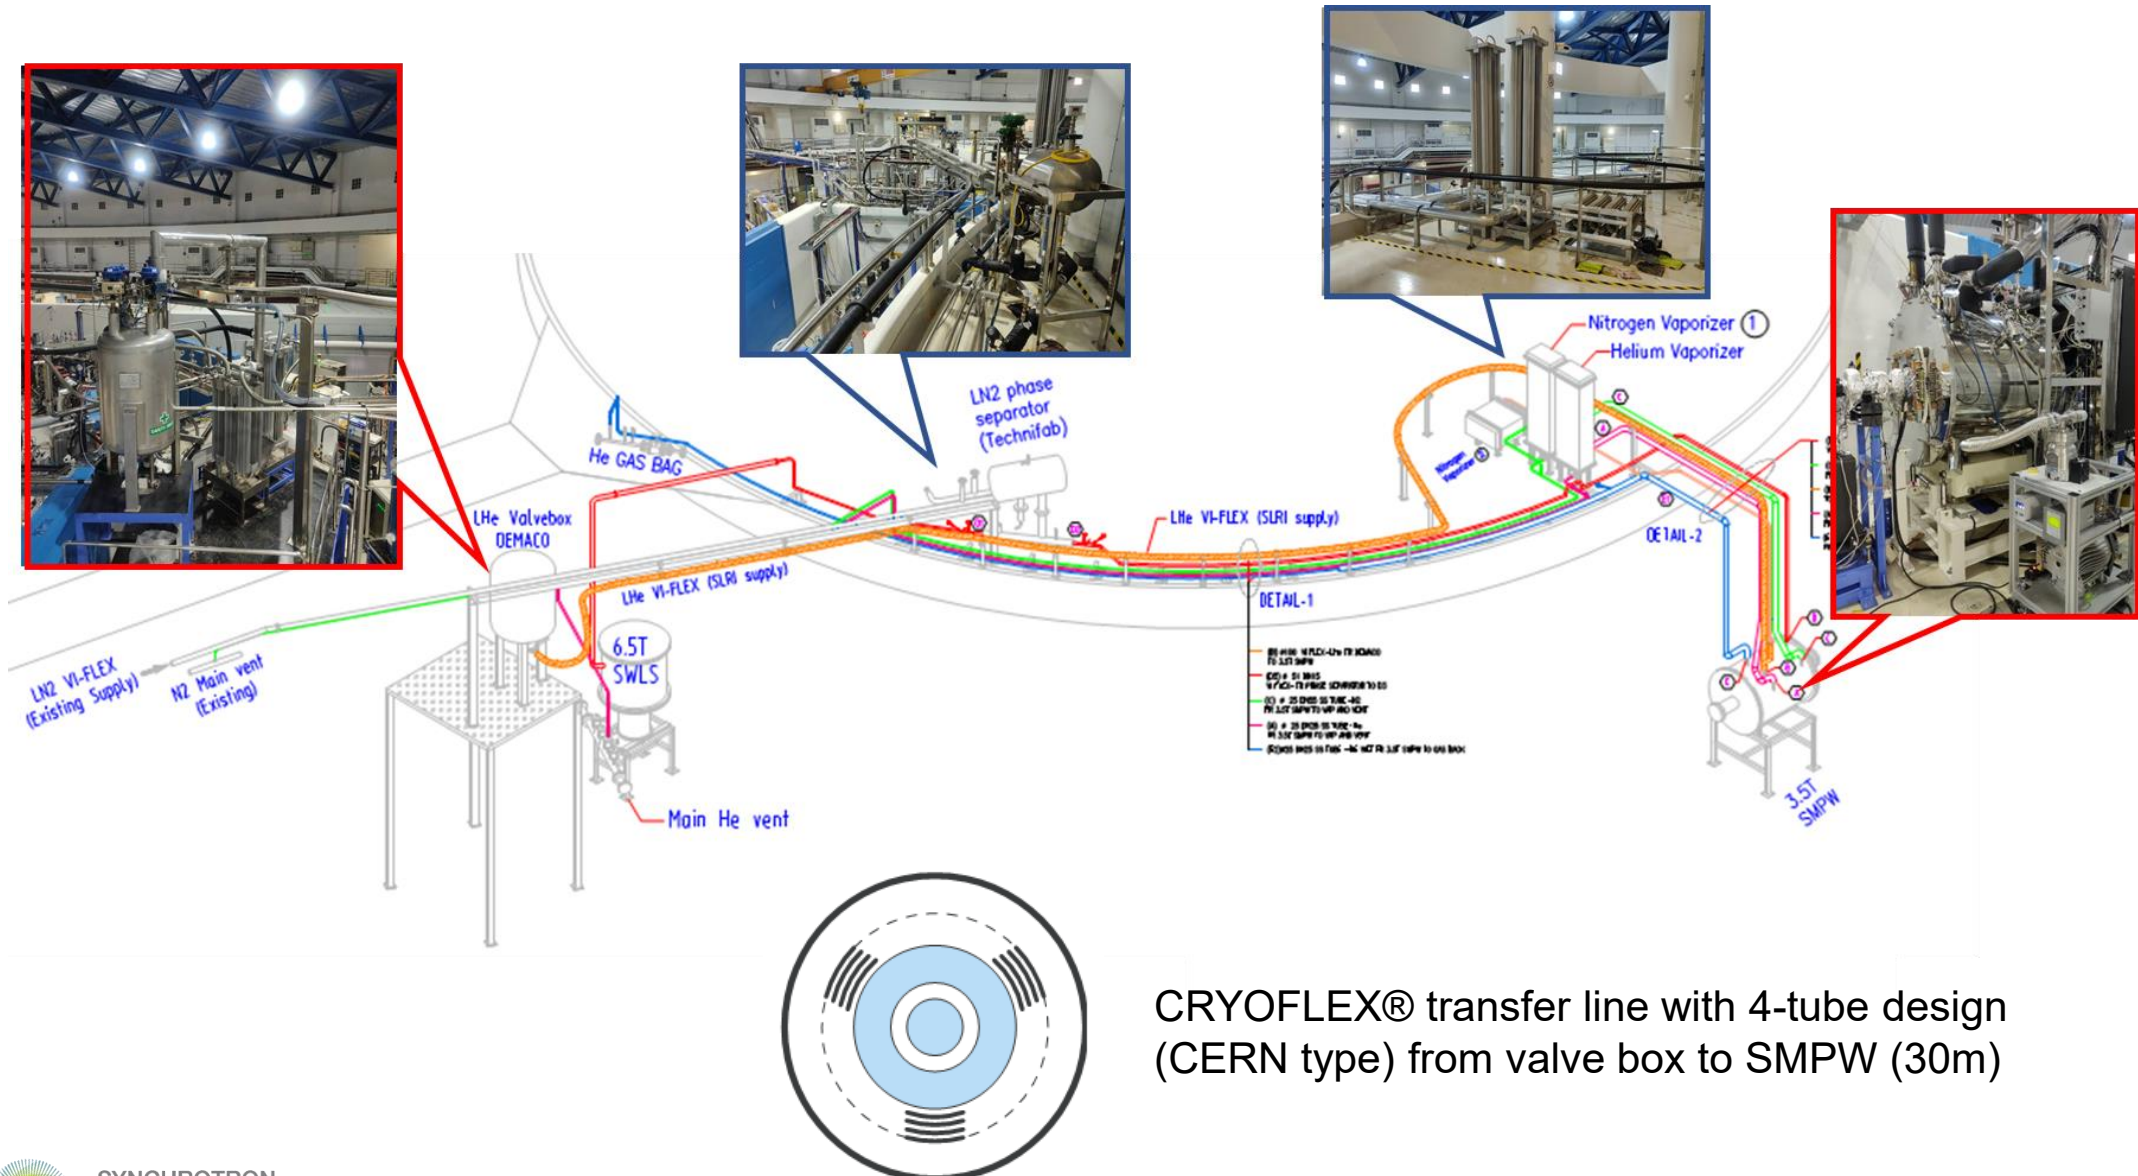 Nitrogen Vaporizer 1
Helium Vaporizer
LN2 phase
separator
(Technifab)
He GAS BAG
LHe Valvebox
DEMACO
LHe VI-FLEX (SLRI supply)
DETAIL-2
LHe VI-FLEX (SLRI supply)
DETAIL-1
LN2 VI-FLEX
(Existing Supply)
N2 Main vent
(Existing)
6.5T
SWLS
Main He vent
3.5T
SMPW
CRYOFLEX® transfer line with 4-tube design
(CERN type) from valve box to SMPW (30m)